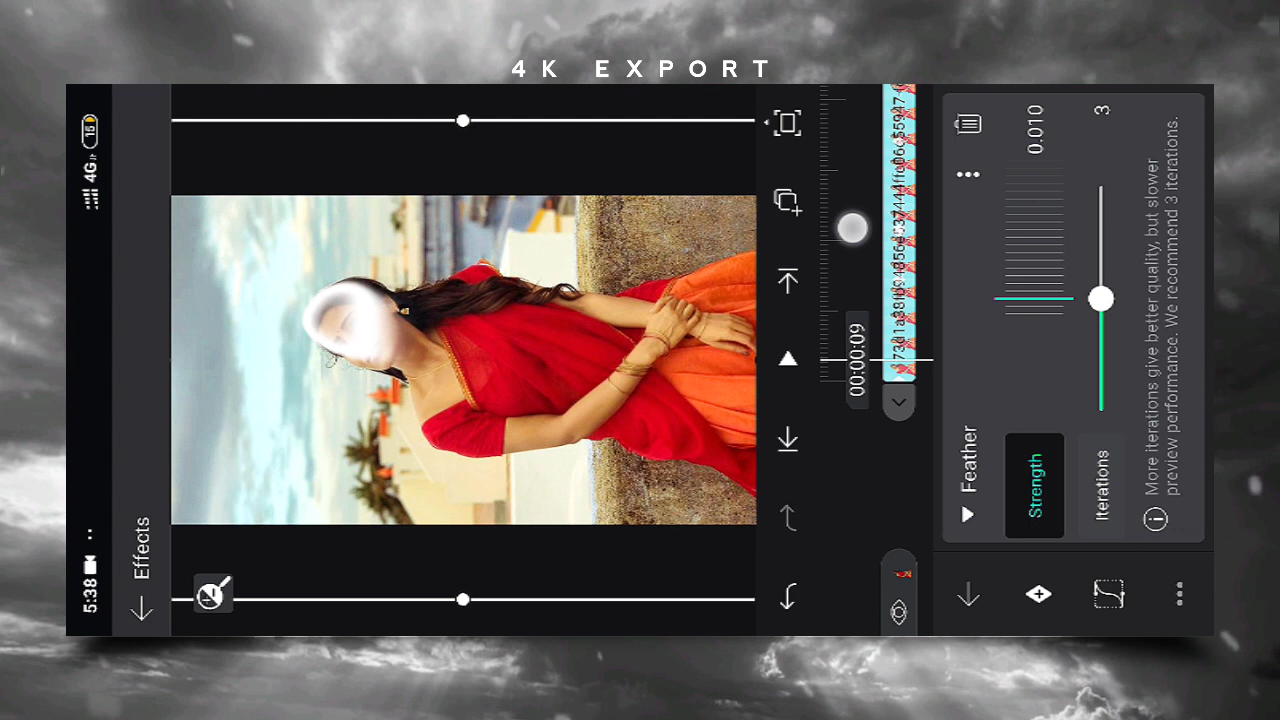 4K EXPORT
5:38
4G
15
Effects
00:00:09
Feather
Strength
0.010
Iterations
3
More iterations give better quality, but slower
preview performance. We recommend 3 iterations.